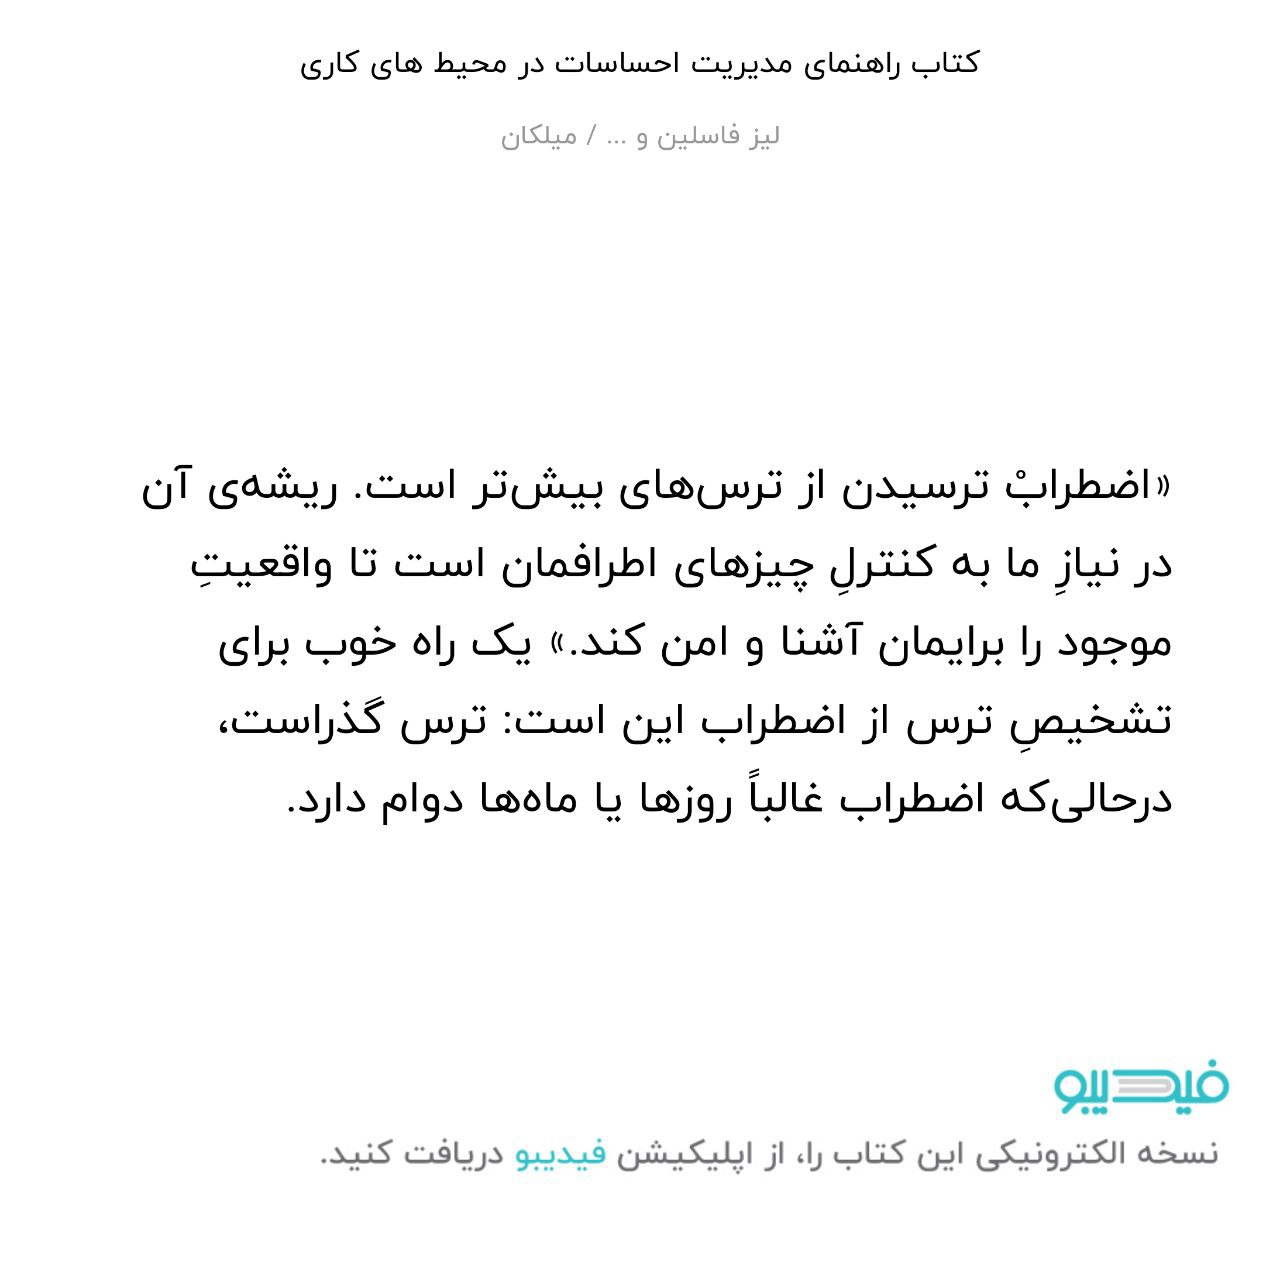 کتاب راهنمای مدیریت احساسات در محیط های کاری
لیز فاسلین و ... / میلکان
«اضطرابْ ترسیدن از ترس‌های بیش‌تر است. ریشه‌ی آن
در نیازِ ما به کنترلِ چیزهای اطرافمان است تا واقعیتِ
موجود را برایمان آشنا و امن کند.» یک راه خوب برای
تشخیصِ ترس از اضطراب این است: ترس گذراست،
درحالی‌که اضطراب غالباً روزها یا ماه‌ها دوام دارد.
فیدیبو
نسخه الکترونیکی این کتاب را، از اپلیکیشن فیدیبو دریافت کنید.